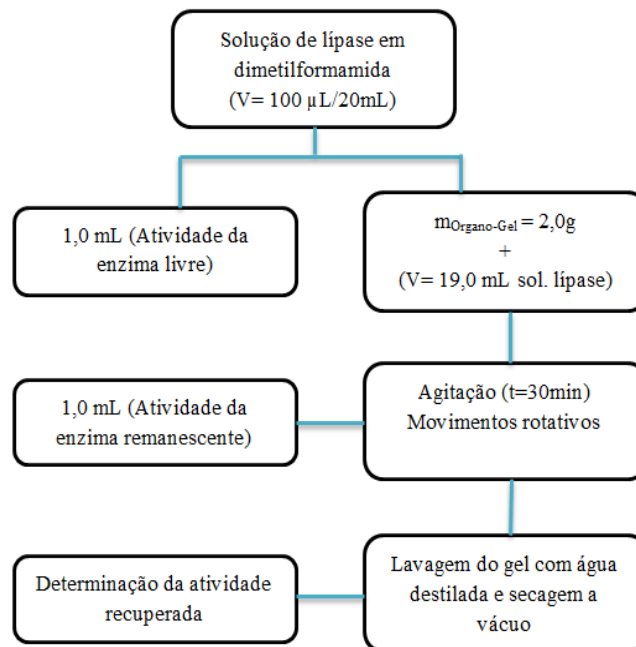 Solução de lípase em
dimetilformamida
(V= 100 µL/20mL)
1,0 mL (Atividade da
enzima livre)
mOrgano-Gel = 2,0g
+
(V= 19,0 mL sol. lípase)
1,0 mL (Atividade da
enzima remanescente)
Agitação (t=30min)
Movimentos rotativos
Determinação da atividade
recuperada
Lavagem do gel com água
destilada e secagem a
vácuo